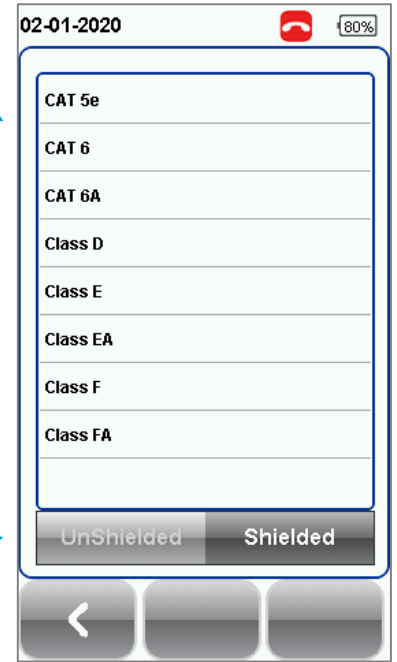 02-01-2020 80%
CAT 5e
CAT 6
CAT 6A
Class D
Class E
Class EA
Class F
Class FA
UnShielded Shielded